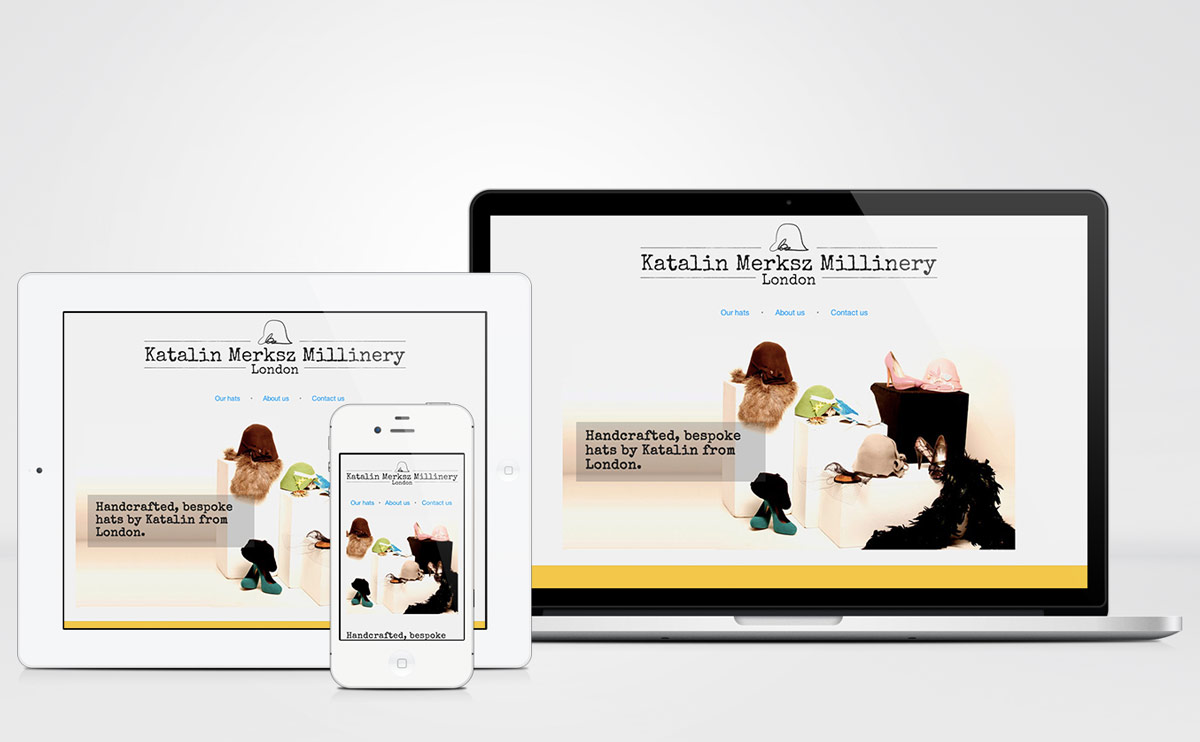 Katalin Merksz Millinery
London
Our hats • About us • Contact us
Handcrafted, bespoke
hats by Katalin from
London.
Katalin Merksz Millinery
London
Our hats • About us • Contact us
Handcrafted, bespoke
hats by Katalin from
London.
Katalin Merksz Millinery
London
Our hats • About us • Contact us
Handcrafted, bespoke